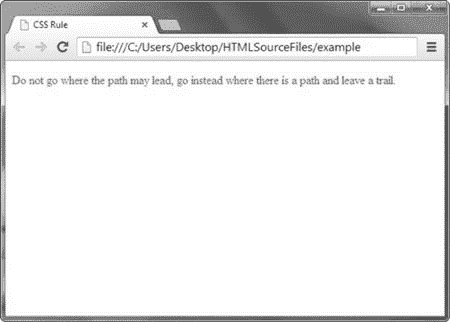 CSS Rule
file:///C:/Users/Desktop/HTMLSourceFiles/example
Do not go where the path may lead, go instead where there is a path and leave a trail.